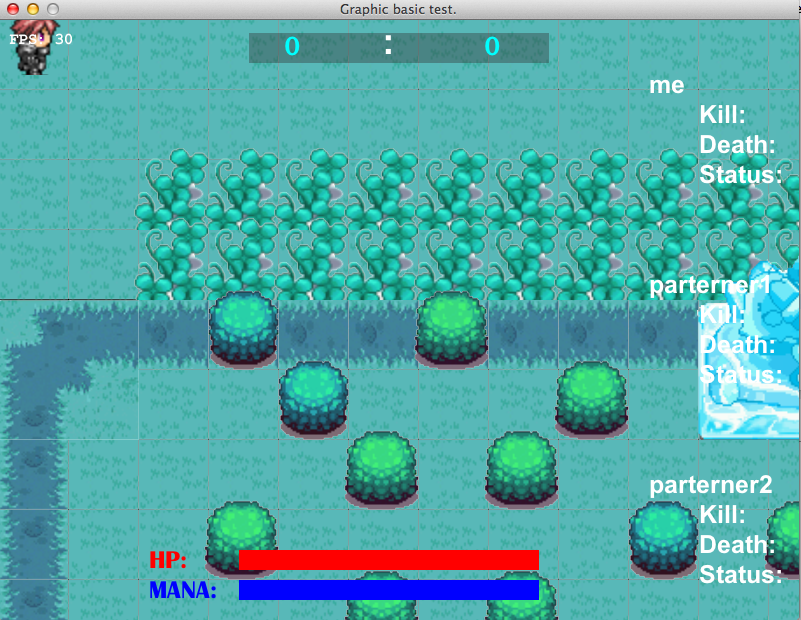 Graphic basic test.
FPS: 30
0 : 0
me
Kill:
Death:
Status:
parterner1
Kill:
Death:
Status:
parterner2
Kill:
Death:
Status:
HP:
MANA: